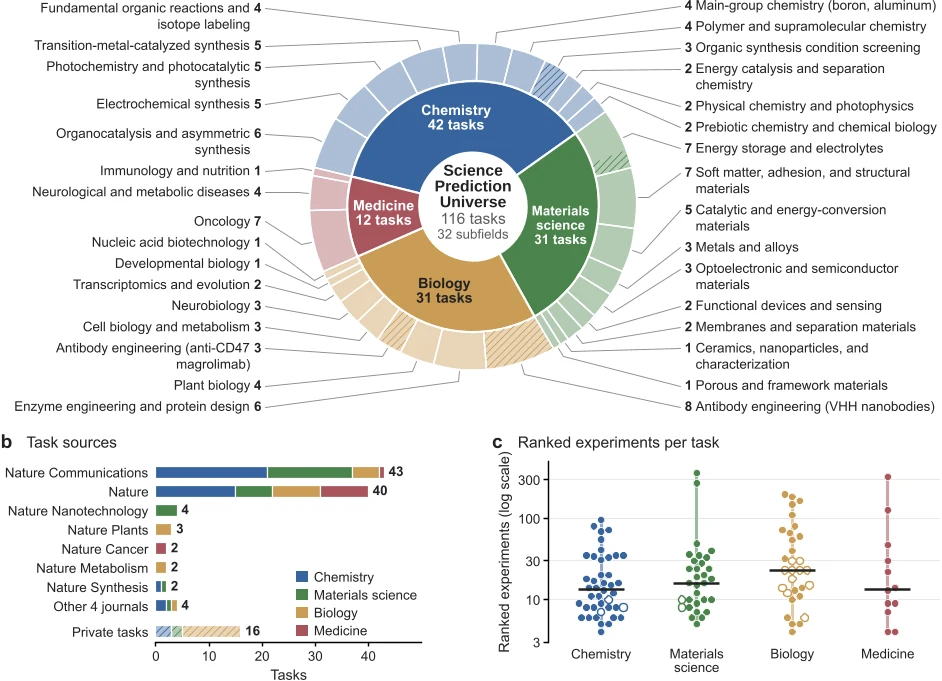 Fundamental organic reactions and 4
isotope labeling
Transition-metal-catalyzed synthesis 5
Photochemistry and photocatalytic 5
synthesis
Electrochemical synthesis 5
Organocatalysis and asymmetric 6
synthesis
Immunology and nutrition 1
Neurological and metabolic diseases 4
Oncology 7
Nucleic acid biotechnology 1
Developmental biology 1
Transcriptomics and evolution 2
Neurobiology 3
Cell biology and metabolism 3
Antibody engineering (anti-CD47 3
magrolimab)
Plant biology 4
Enzyme engineering and protein design 6
Chemistry
42 tasks
Science
Prediction
Universe
116 tasks
32 subfields
Medicine
12 tasks
Materials
science
31 tasks
Biology
31 tasks
4 Main-group chemistry (boron, aluminum)
4 Polymer and supramolecular chemistry
3 Organic synthesis condition screening
2 Energy catalysis and separation
chemistry
2 Physical chemistry and photophysics
2 Prebiotic chemistry and chemical biology
7 Energy storage and electrolytes
7 Soft matter, adhesion, and structural
materials
5 Catalytic and energy-conversion
materials
3 Metals and alloys
3 Optoelectronic and semiconductor
materials
2 Functional devices and sensing
2 Membranes and separation materials
1 Ceramics, nanoparticles, and
characterization
1 Porous and framework materials
8 Antibody engineering (VHH nanobodies)
b Task sources
Nature Communications 43
Nature 40
Nature Nanotechnology 4
Nature Plants 3
Nature Cancer 2
Nature Metabolism 2
Nature Synthesis 2
Other 4 journals 4
Private tasks 16
Chemistry
Materials science
Biology
Medicine
0 10 20 30 40
Tasks
c Ranked experiments per task
Ranked experiments (log scale)
300
100
30
10
3
Chemistry Materials Biology Medicine
science